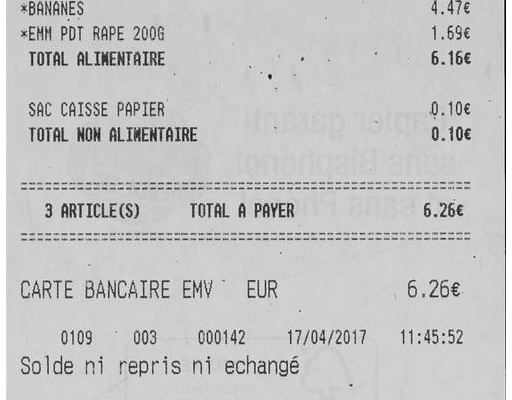 *BANANES 4.47€
*EMM PDT RAPE 200G 1.69€
TOTAL ALIMENTAIRE 6.16€
SAC CAISSE PAPIER 0.10€
TOTAL NON ALIMENTAIRE 0.10€
3 ARTICLE(S) TOTAL A PAYER 6.26€
CARTE BANCAIRE EMV EUR 6.26€
0109 003 000142 17/04/2017 11:45:52
Solde ni repris ni echangé